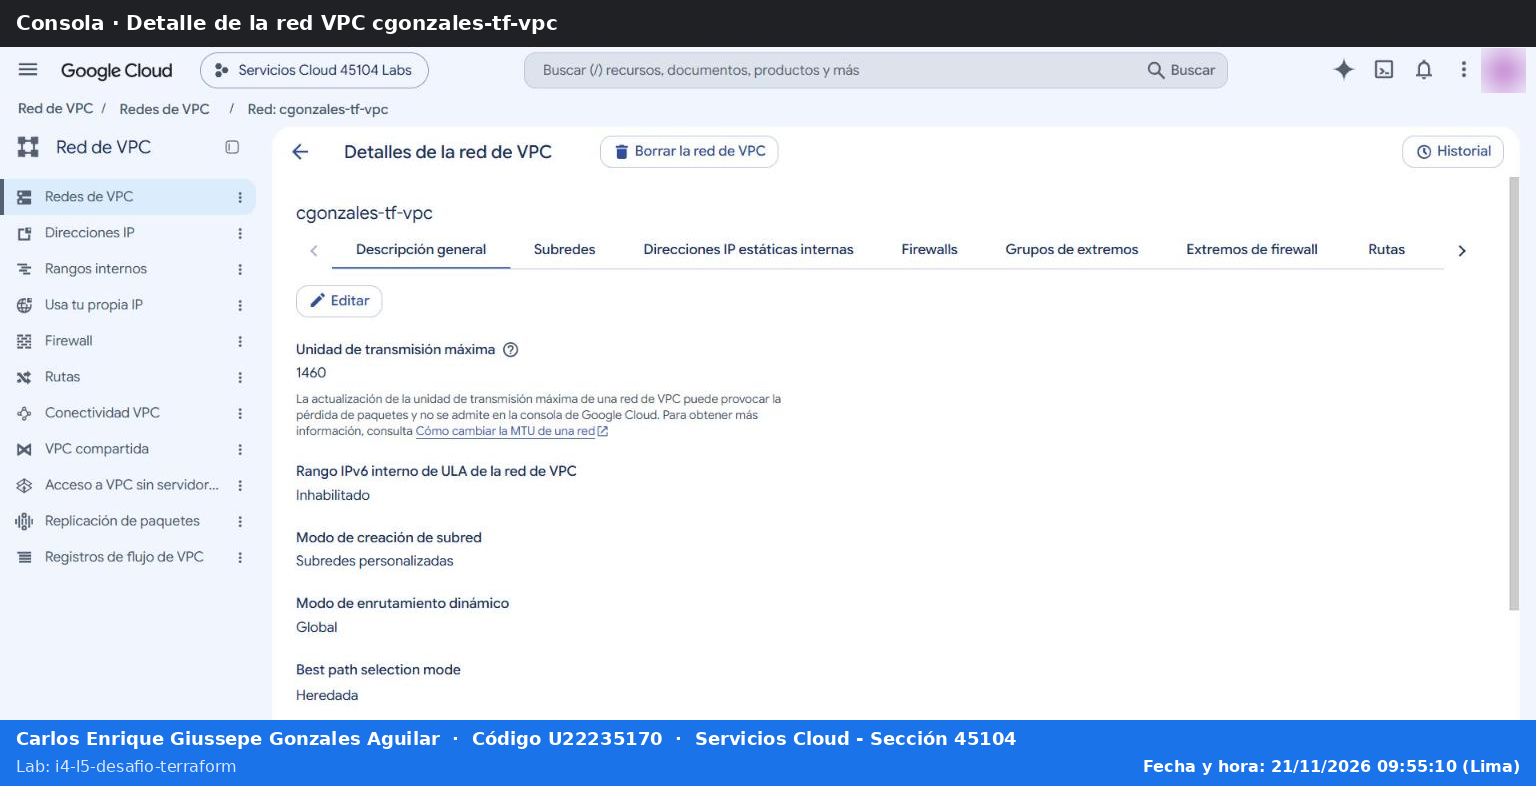 Consola · Detalle de la red VPC cgonzales-tf-vpc
Google Cloud
Servicios Cloud 45104 Labs
Buscar (/) recursos, documentos, productos y más
Buscar
Red de VPC / Redes de VPC / Red: cgonzales-tf-vpc
Red de VPC
Redes de VPC
Direcciones IP
Rangos internos
Usa tu propia IP
Firewall
Rutas
Conectividad VPC
VPC compartida
Acceso a VPC sin servidor...
Replicación de paquetes
Registros de flujo de VPC
Detalles de la red de VPC
Borrar la red de VPC
Historial
cgonzales-tf-vpc
Descripción general
Subredes
Direcciones IP estáticas internas
Firewalls
Grupos de extremos
Extremos de firewall
Rutas
Editar
Unidad de transmisión máxima
1460
La actualización de la unidad de transmisión máxima de una red de VPC puede provocar la
pérdida de paquetes y no se admite en la consola de Google Cloud. Para obtener más
información, consulta Cómo cambiar la MTU de una red
Rango IPv6 interno de ULA de la red de VPC
Inhabilitado
Modo de creación de subred
Subredes personalizadas
Modo de enrutamiento dinámico
Global
Best path selection mode
Heredada
Carlos Enrique Giussepe Gonzales Aguilar · Código U22235170 · Servicios Cloud - Sección 45104
Lab: i4-l5-desafio-terraform
Fecha y hora: 21/11/2026 09:55:10 (Lima)